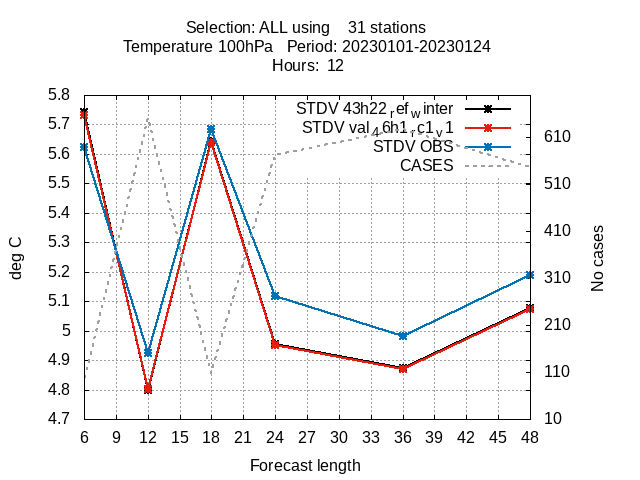 Selection: ALL using    31 stations
Temperature 100hPa   Period: 20230101-20230124
Hours: 12
STDV 43h22_ref_winter
STDV val_46h1_rc1_v1
STDV OBS
CASES
deg C
5.8
5.7
5.6
5.5
5.4
5.3
5.2
5.1
5
4.9
4.8
4.7
No cases
610
510
410
310
210
110
10
6 9 12 15 18 21 24 27 30 33 36 39 42 45 48
Forecast length